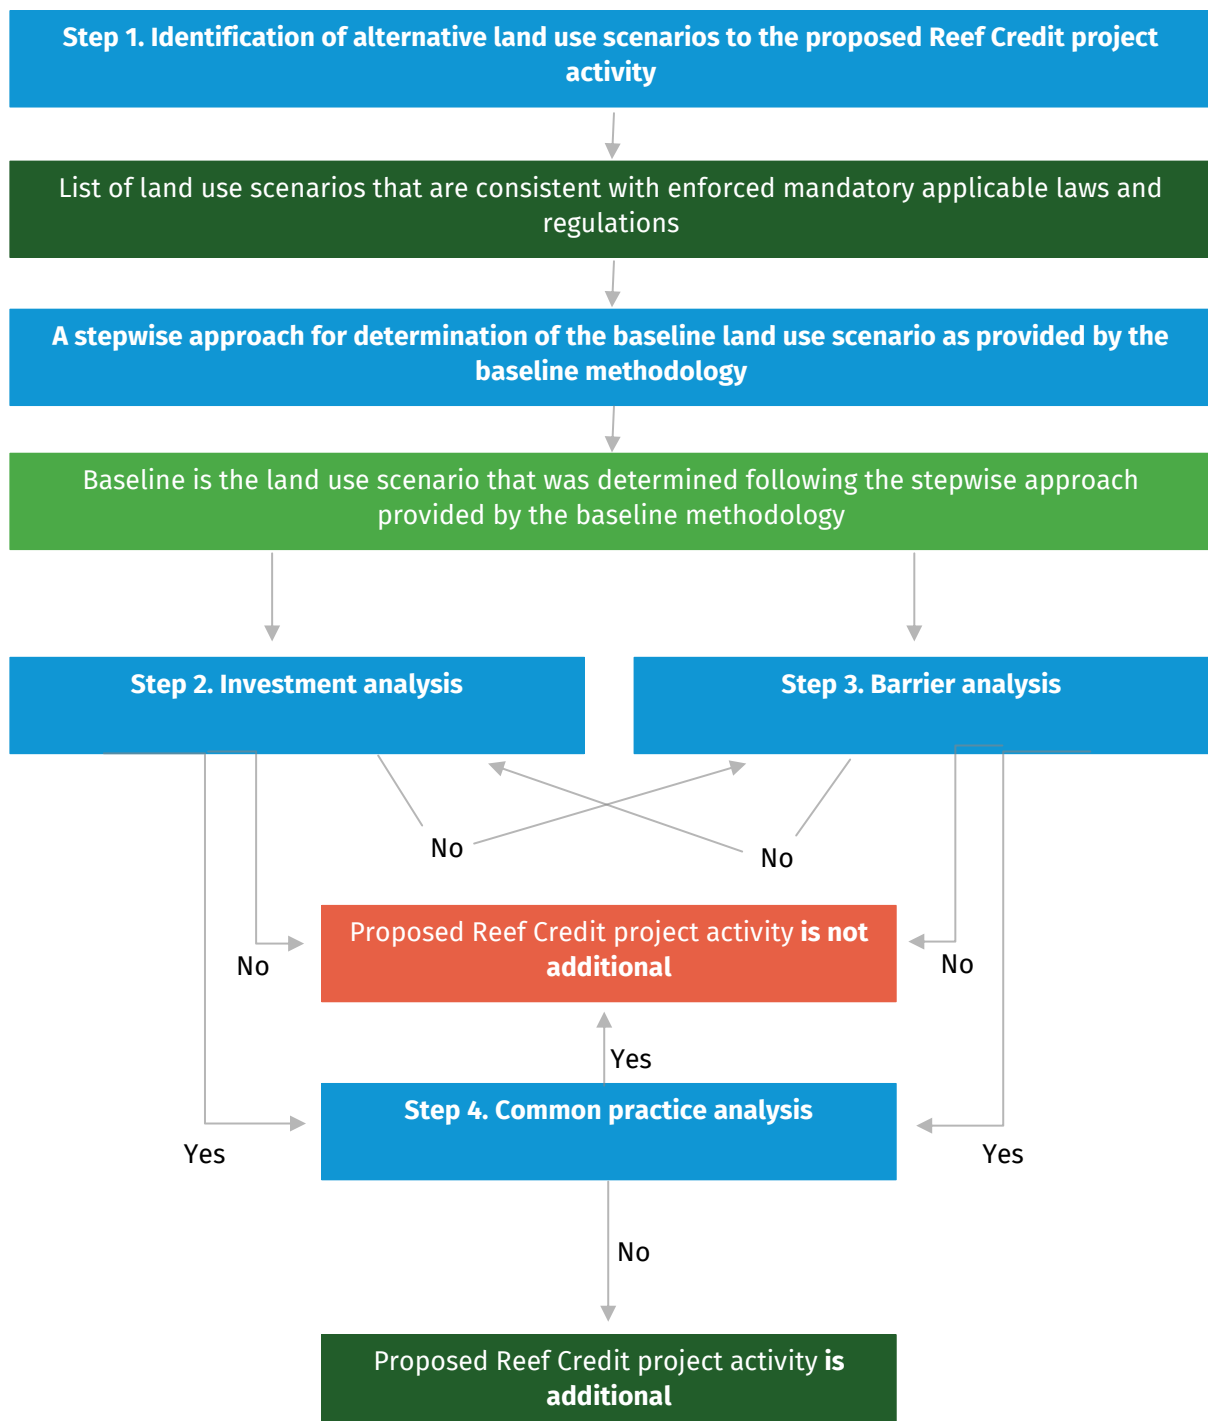 Step 1. Identification of alternative land use scenarios to the proposed Reef Credit project
activity
List of land use scenarios that are consistent with enforced mandatory applicable laws and
regulations
A stepwise approach for determination of the baseline land use scenario as provided by the
baseline methodology
Baseline is the land use scenario that was determined following the stepwise approach
provided by the baseline methodology
Step 2. Investment analysis
Step 3. Barrier analysis
No
No
Proposed Reef Credit project activity is not
additional
No
No
Yes
Step 4. Common practice analysis
Yes
Yes
No
Proposed Reef Credit project activity is
additional